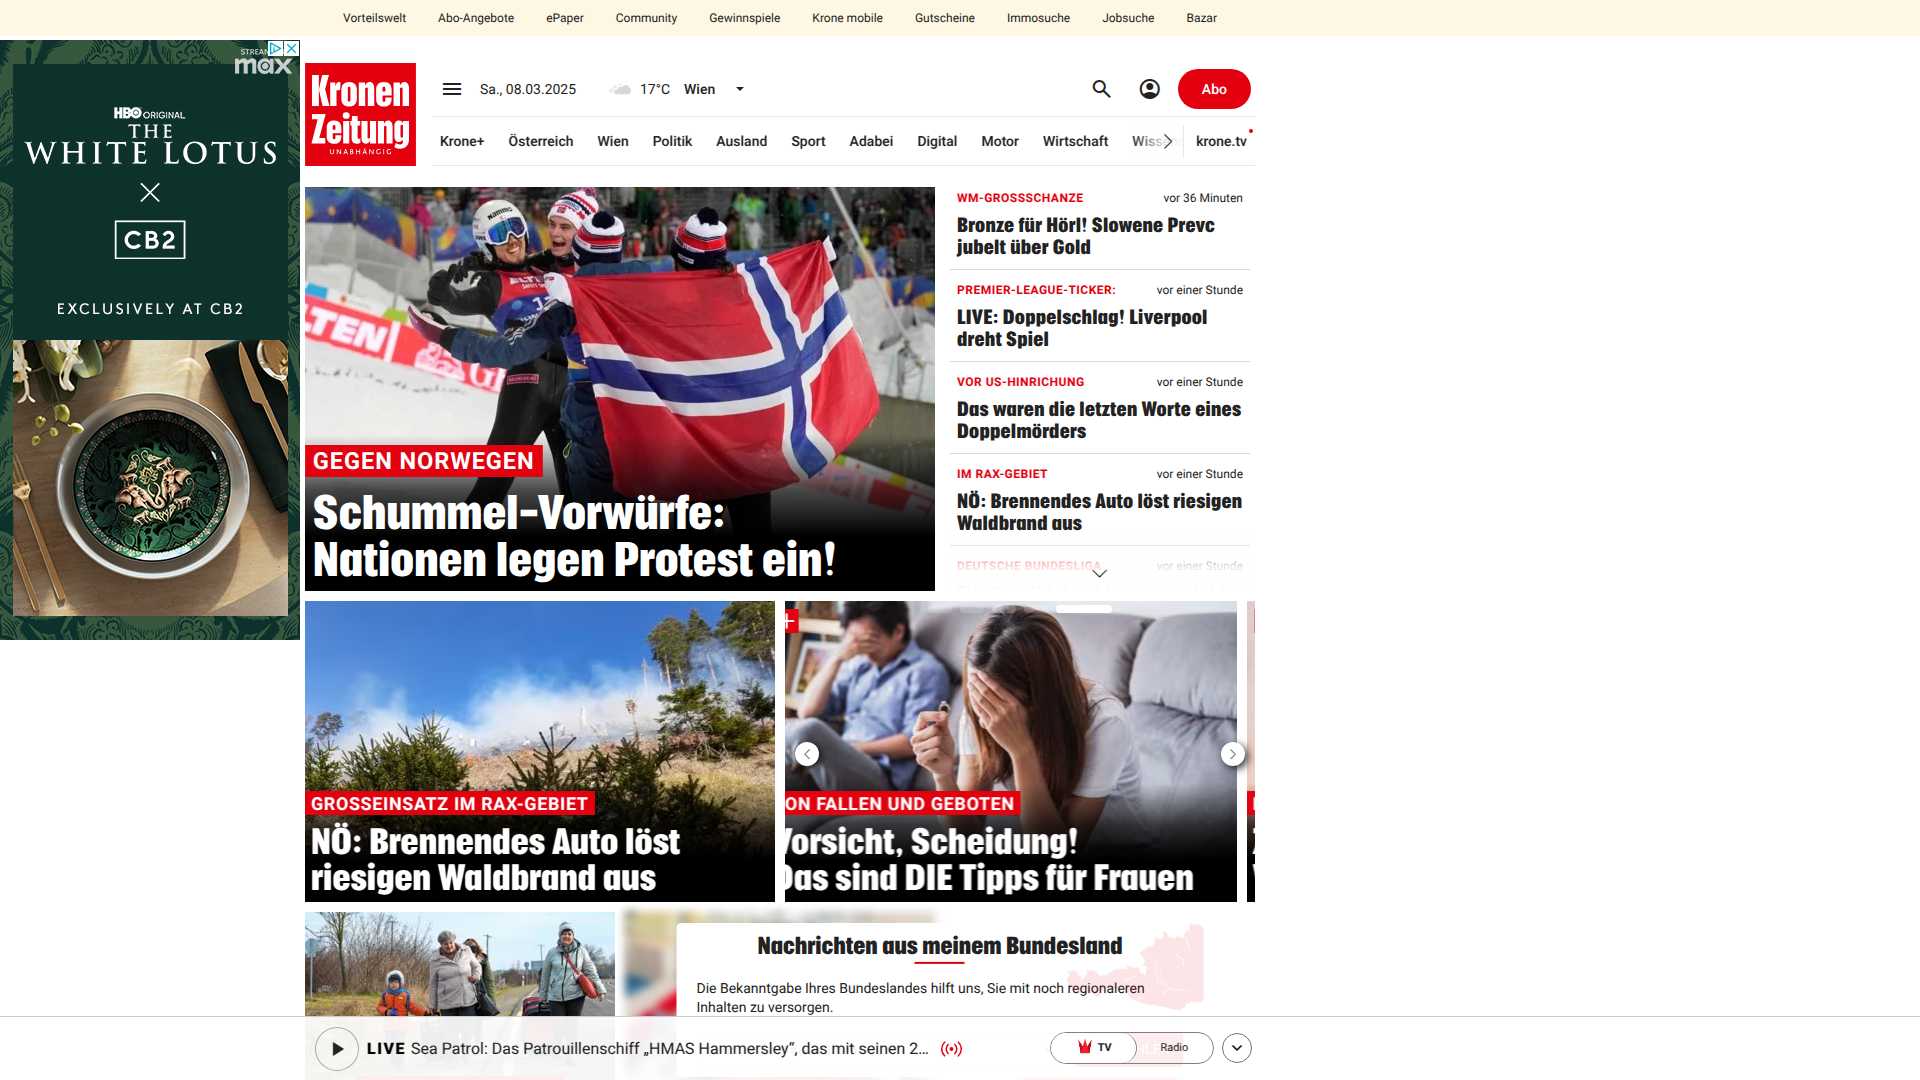 Vorteilswelt
Abo-Angebote
ePaper
Community
Gewinnspiele
Krone mobile
Gutscheine
Immosuche
Jobsuche
Bazar
max
HBO ORIGINAL
THE
WHITE LOTUS
X
CB2
EXCLUSIVELY AT CB2
Kronen
Zeitung
UNABHÄNGIG
Sa., 08.03.2025
17°C Wien
Abo
Krone+
Österreich
Wien
Politik
Ausland
Sport
Adabei
Digital
Motor
Wirtschaft
krone.tv
GEGEN NORWEGEN
Schummel-Vorwürfe:
Nationen legen Protest ein!
WM-GROSSSCHANZE vor 36 Minuten
Bronze für Hörl! Slowene Prevc
jubelt über Gold
PREMIER-LEAGUE-TICKER: vor einer Stunde
LIVE: Doppelschlag! Liverpool
dreht Spiel
VOR US-HINRICHUNG vor einer Stunde
Das waren die letzten Worte eines
Doppelmörders
IM RAX-GEBIET vor einer Stunde
NÖ: Brennendes Auto löst riesigen
Waldbrand aus
DEUTSCHE BUNDESLIGA vor einer Stunde
GROSSEINSATZ IM RAX-GEBIET
NÖ: Brennendes Auto löst
riesigen Waldbrand aus
ON FALLEN UND GEBOTEN
Vorsicht, Scheidung!
Das sind DIE Tipps für Frauen
Nachrichten aus meinem Bundesland
Die Bekanntgabe Ihres Bundeslandes hilft uns, Sie mit noch regionaleren
Inhalten zu versorgen.
LIVE Sea Patrol: Das Patrouillenschiff „HMAS Hammersley“, das mit seinen 2...
TV
Radio